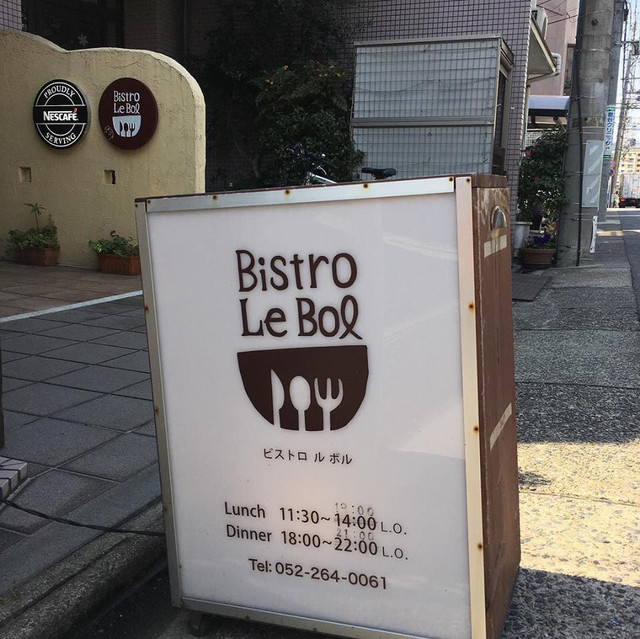 PROUDLY
NESCAFÉ
SERVING
Bistro
Le Bol
Bistro
Le Bol
ビストロ ル ボル
Lunch 11:30~14:00 L.O.
Dinner 18:00~22:00 L.O.
Tel: 052-264-0061